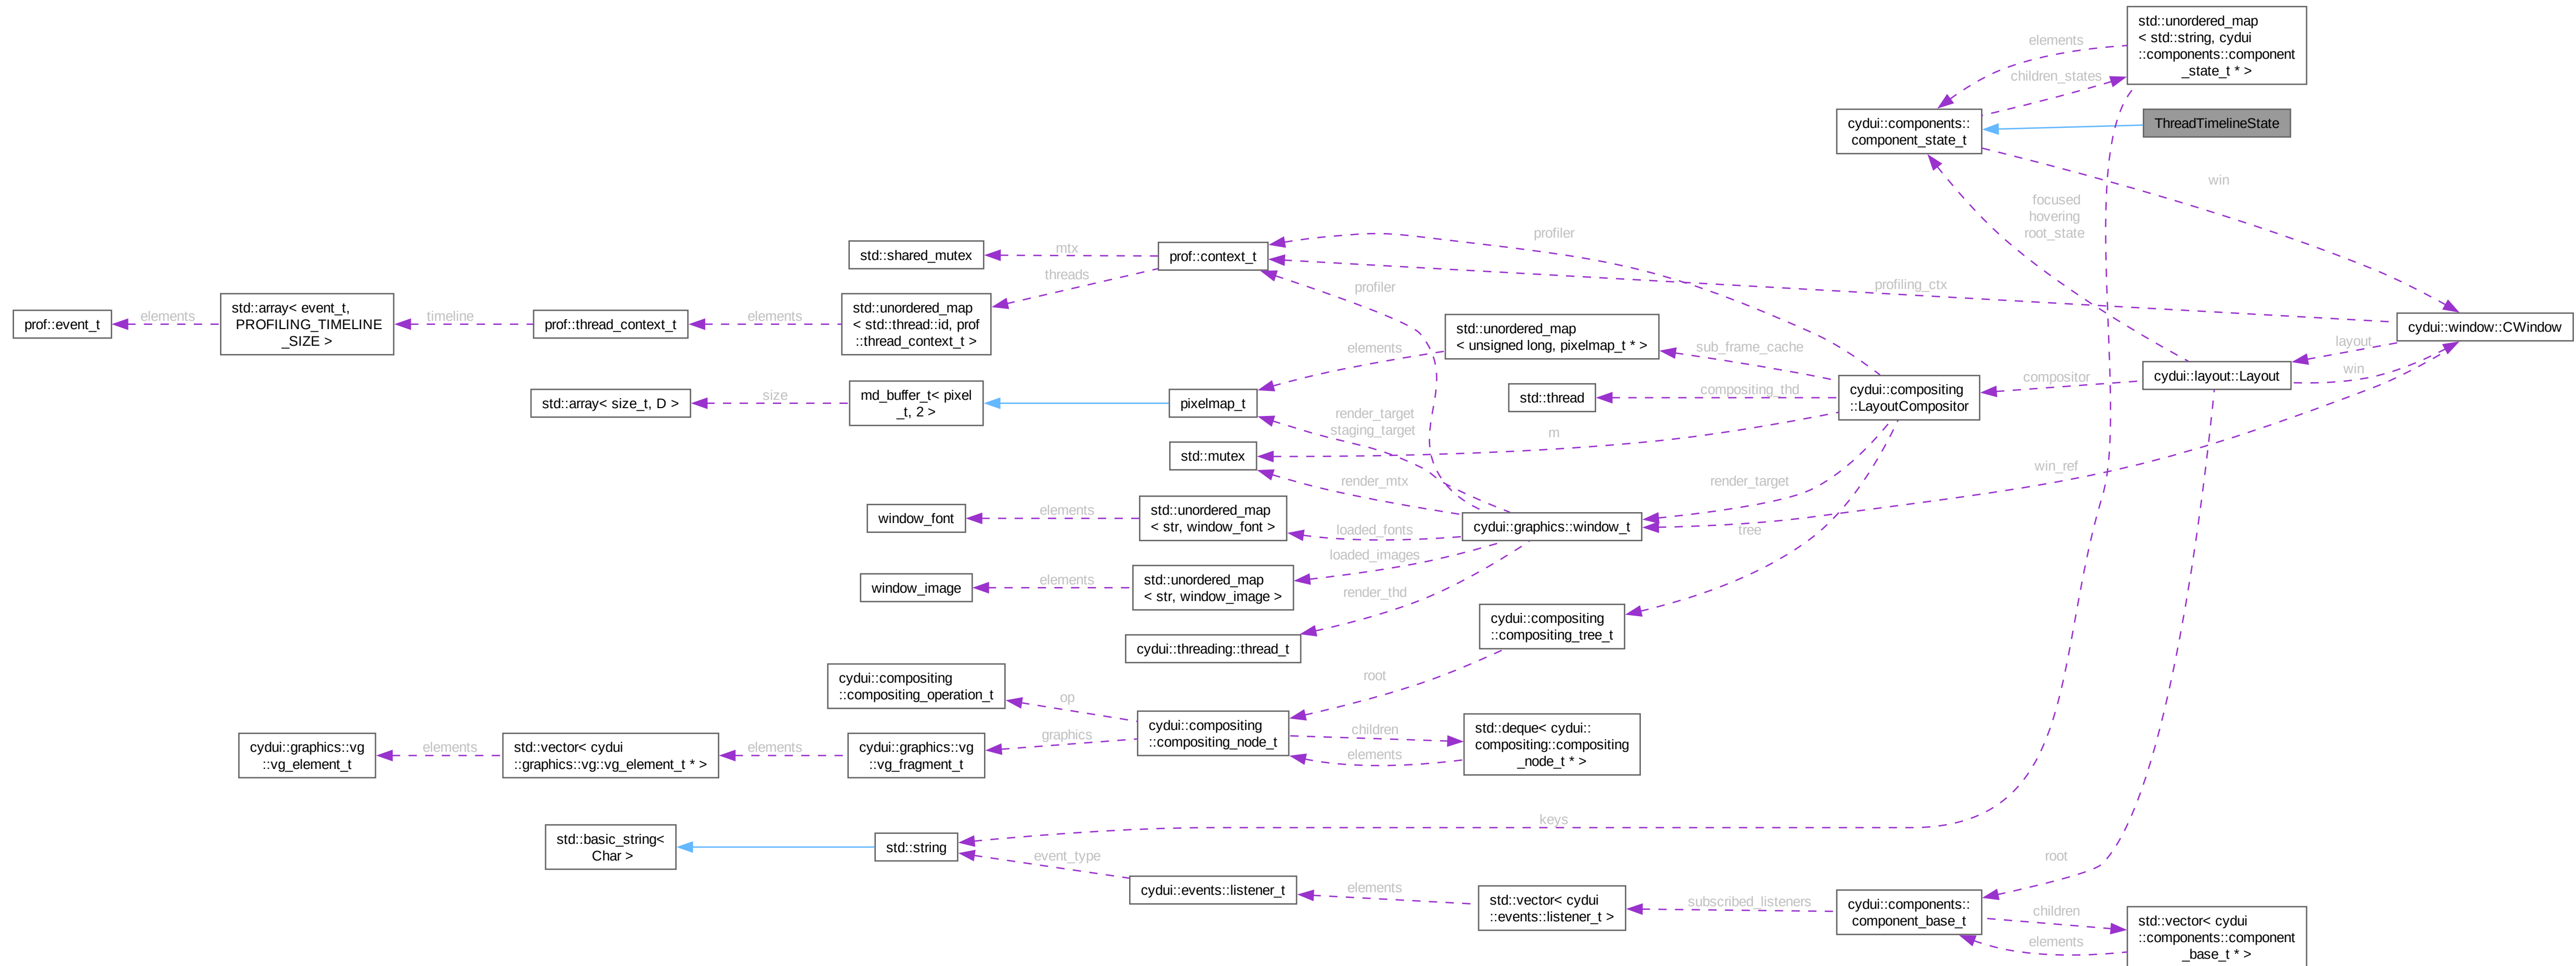 std::unordered_map
< std::string, cydui
::components::component
_state_t * >
elements
children_states
cydui::components::
component_state_t
ThreadTimelineState
win
focused
hovering
root_state
profiler
std::shared_mutex
mtx
prof::context_t
threads
profiling_ctx
profiler
prof::event_t
elements
std::array< event_t,
PROFILING_TIMELINE
_SIZE >
timeline
prof::thread_context_t
elements
std::unordered_map
< std::thread::id, prof
::thread_context_t >
std::unordered_map
< unsigned long, pixelmap_t * >
sub_frame_cache
cydui::window::CWindow
layout
elements
win
cydui::layout::Layout
compositor
cydui::compositing
::LayoutCompositor
compositing_thd
std::thread
std::array< size_t, D >
size
md_buffer_t< pixel
_t, 2 >
pixelmap_t
render_target
staging_target
m
std::mutex
render_mtx
render_target
win_ref
window_font
elements
std::unordered_map
< str, window_font >
loaded_fonts
cydui::graphics::window_t
tree
loaded_images
window_image
elements
std::unordered_map
< str, window_image >
render_thd
cydui::threading::thread_t
cydui::compositing
::compositing_tree_t
root
cydui::compositing
::compositing_operation_t
op
cydui::compositing
::compositing_node_t
children
elements
std::deque< cydui::
compositing::compositing
_node_t * >
graphics
cydui::graphics::vg
::vg_element_t
elements
std::vector< cydui
::graphics::vg::vg_element_t * >
elements
cydui::graphics::vg
::vg_fragment_t
keys
std::basic_string<
Char >
std::string
event_type
cydui::events::listener_t
elements
std::vector< cydui
::events::listener_t >
subscribed_listeners
root
cydui::components::
component_base_t
children
elements
std::vector< cydui
::components::component
_base_t * >